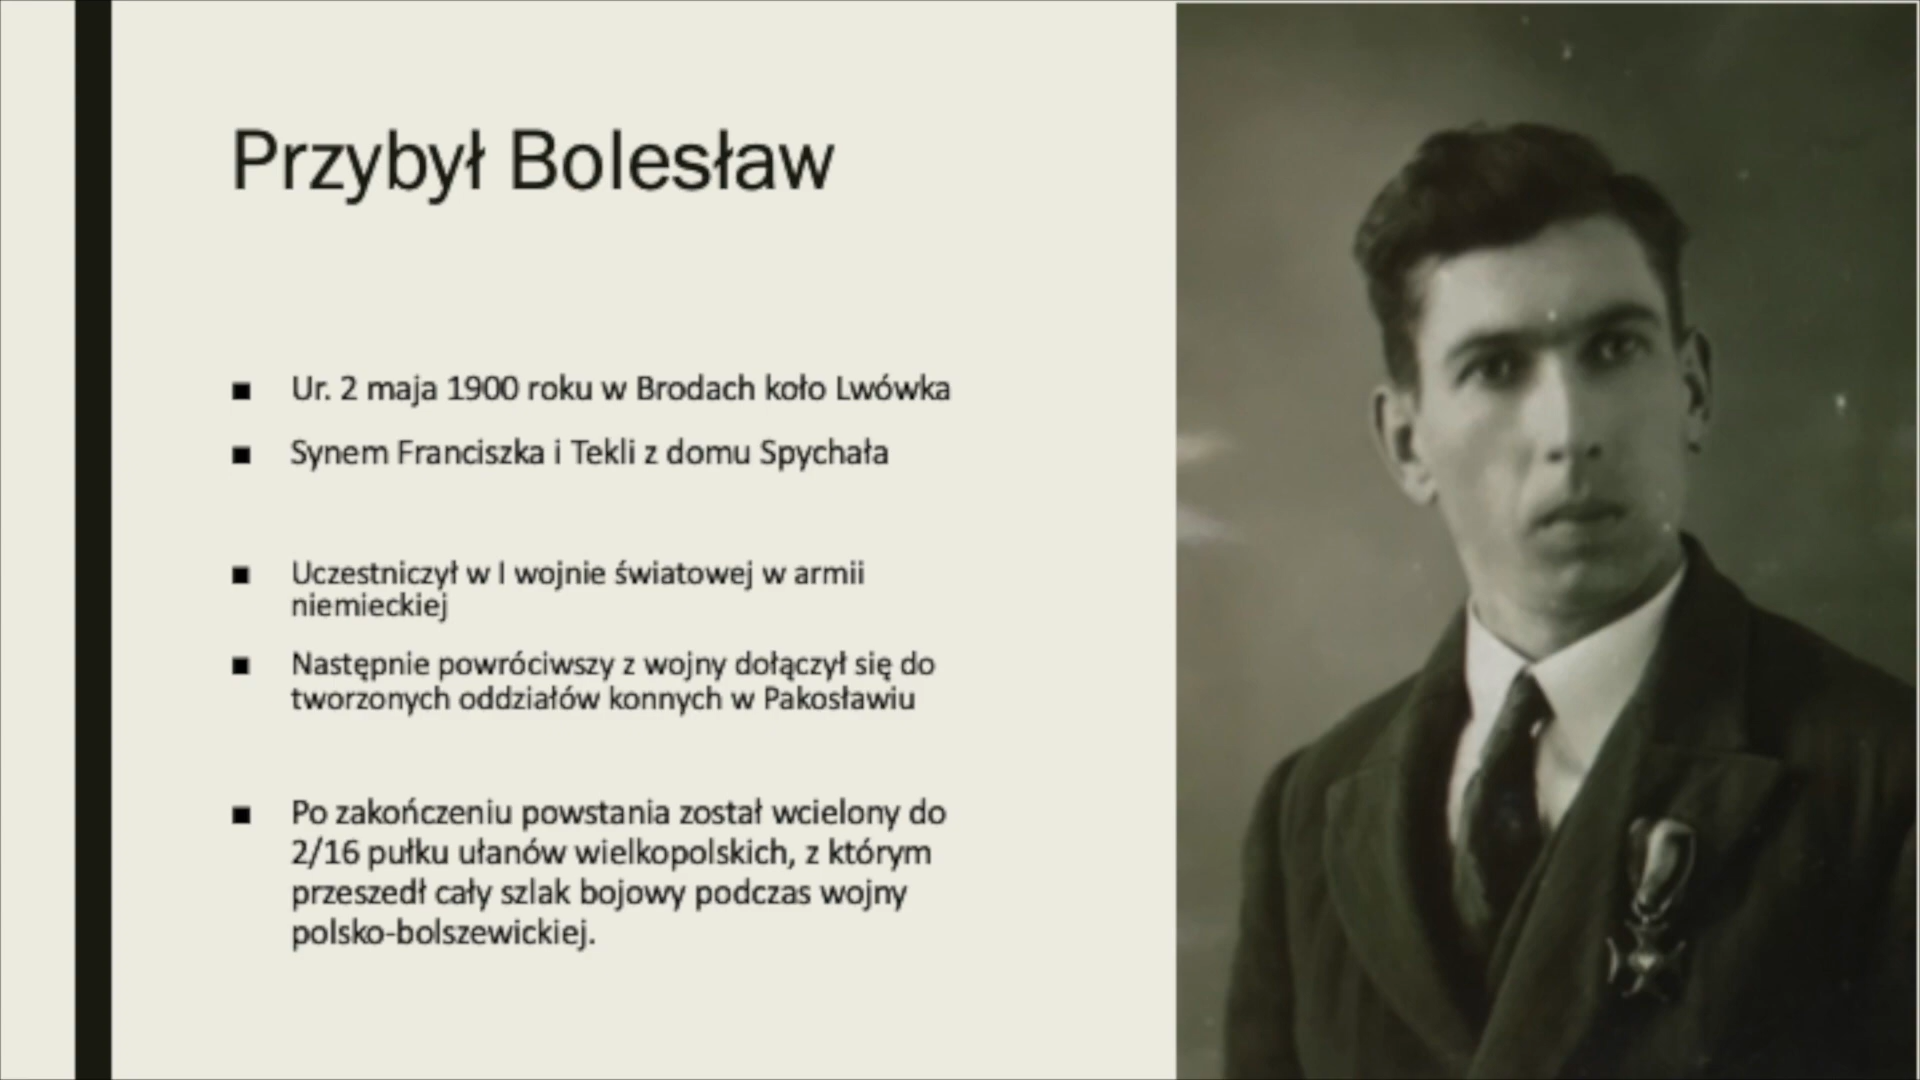 Przybył Bolesław
▪ Ur. 2 maja 1900 roku w Brodach koło Lwówka
▪ Synem Franciszka i Tekli z domu Spychała
▪ Uczestniczył w I wojnie światowej w armii
niemieckiej
▪ Następnie powróciwszy z wojny dołączył się do
tworzonych oddziałów konnych w Pakosławiu
▪ Po zakończeniu powstania został wcielony do
2/16 pułku ułanów wielkopolskich, z którym
przeszedł cały szlak bojowy podczas wojny
polsko-bolszewickiej.